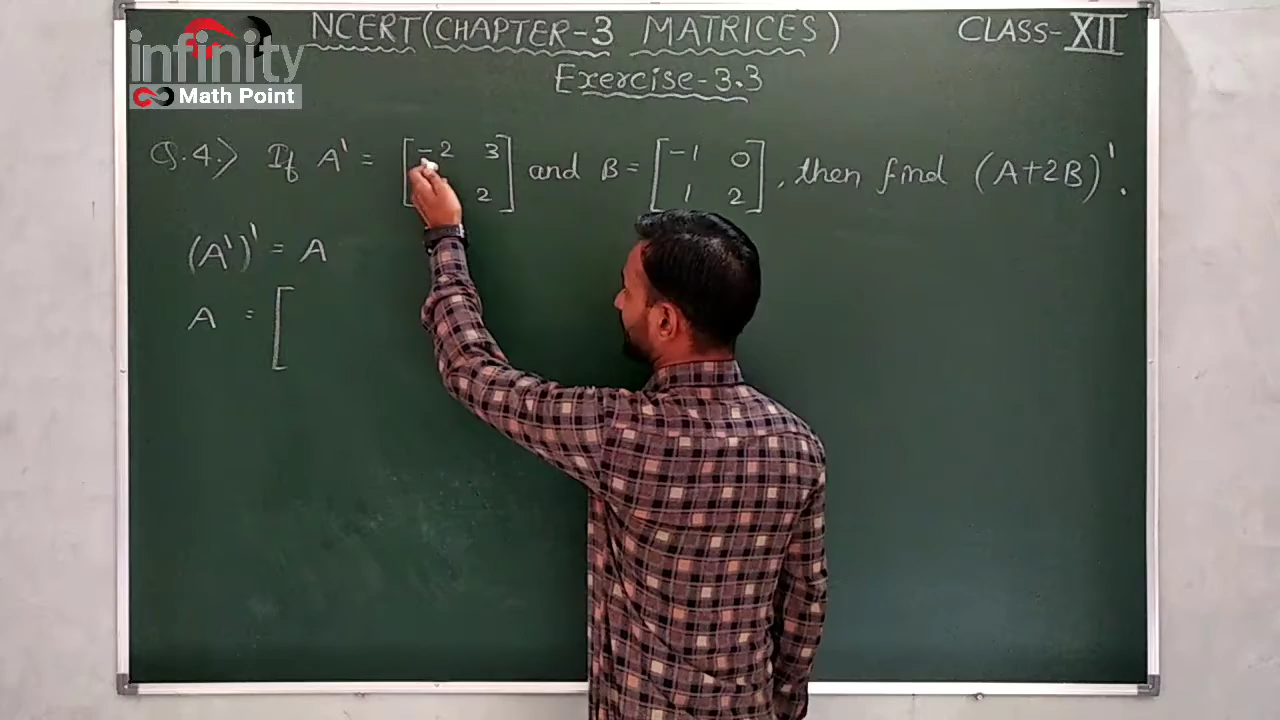 infinity
Math Point
NCERT (CHAPTER-3 MATRICES) CLASS-XII
Exercise-3.3
Q.4.> If A' = [-2 3 2] and B = [-1 0 1 2], then find (A+2B)'.
(A')' = A
A = [